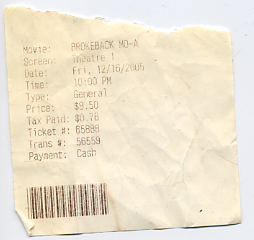 Movie: BROKEBACK MO-A
Screen: Theatre 1
Date: Fri, 12/16/2005
Time: 10:00 PM
Type: General
Price: $9.50
Tax Paid: $0.78
Ticket #: 65888
Trans #: 56559
Payment: Cash